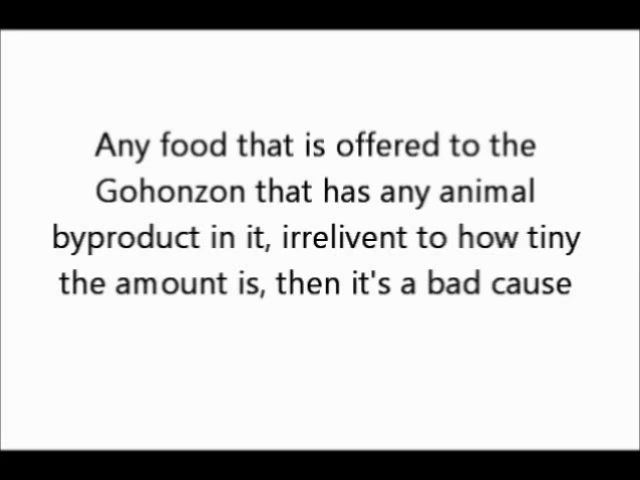 Any food that is offered to the
Gohonzon that has any animal
byproduct in it, irrelivent to how tiny
the amount is, then it's a bad cause